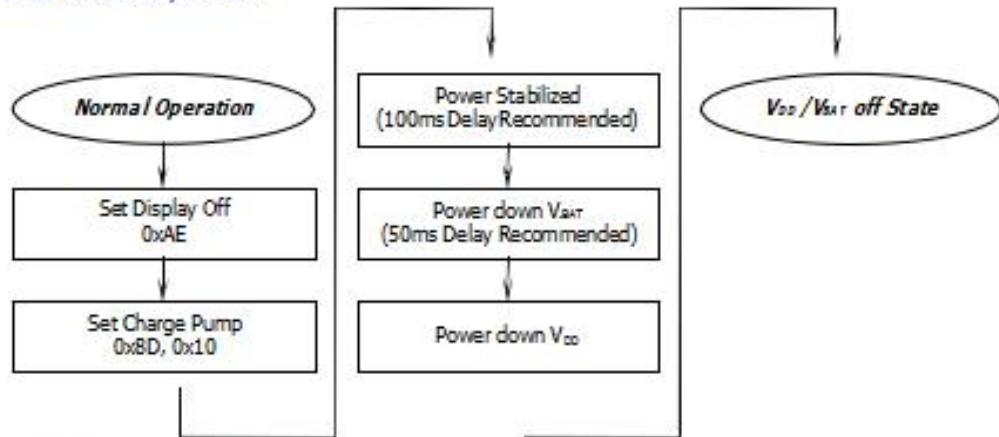 Normal Operation
Set Display Off
0xAE
Set Charge Pump
0x8D, 0x10
Power Stabilized
(100ms Delay Recommended)
Power down VBAT
(50ms Delay Recommended)
Power down VDD
VDD /VBAT off State